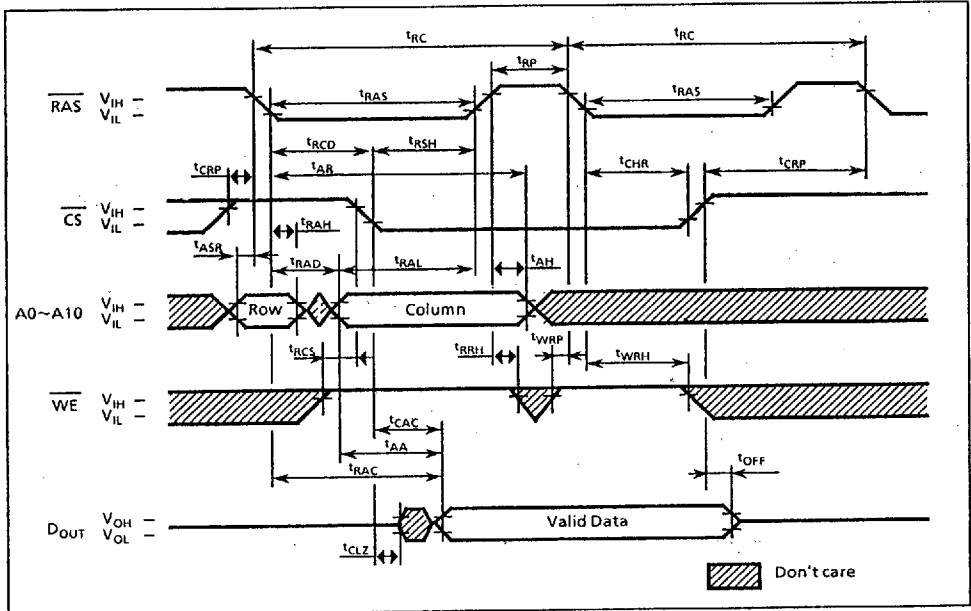 tRC tRC
tRP
tRAS tRAS
RAS VIH
VIL
tRCD tRSH
tCRP tAR tCHR tCRP
CS VIH
VIL
tRAH
tASR tRAD tRAL tAH
A0~A10 VIH
VIL
Row Column
tRCS tRRH tWRP tWRH
WE VIH
VIL
tCAC
tAA
tRAC tOFF
DOUT VOH
VOL
Valid Data
tCLZ
Don't care